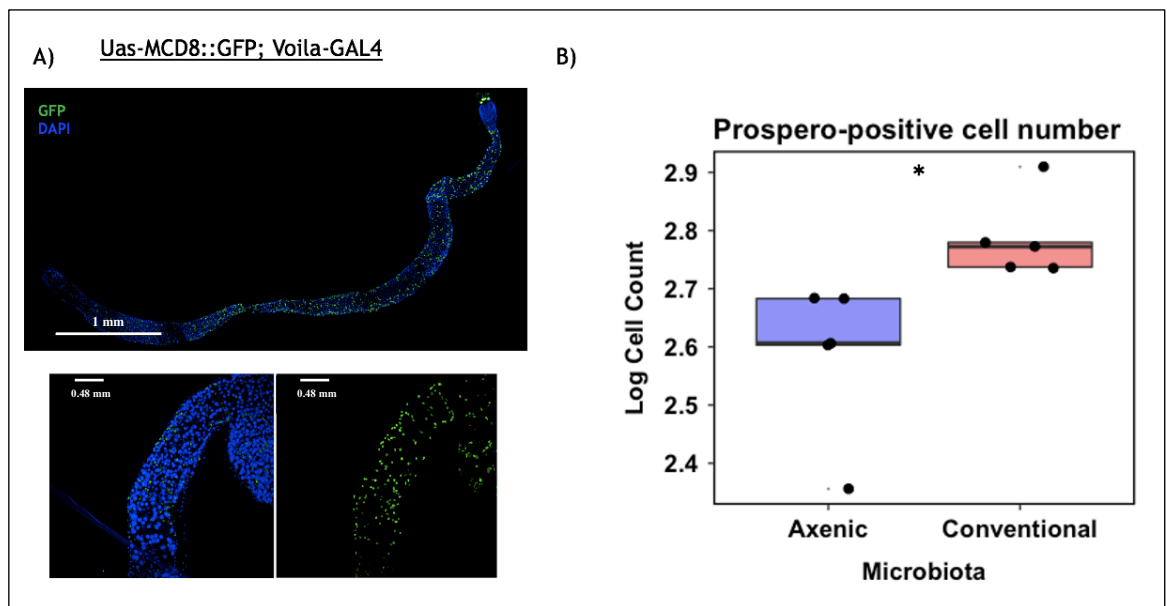 A)
Uas-MCD8::GFP; Voila-GAL4
GFP
DAPI
1 mm
0.48 mm
0.48 mm
B)
Prospero-positive cell number
*
2.9
2.8
2.7
2.6
2.5
2.4
Log Cell Count
Axenic
Conventional
Microbiota